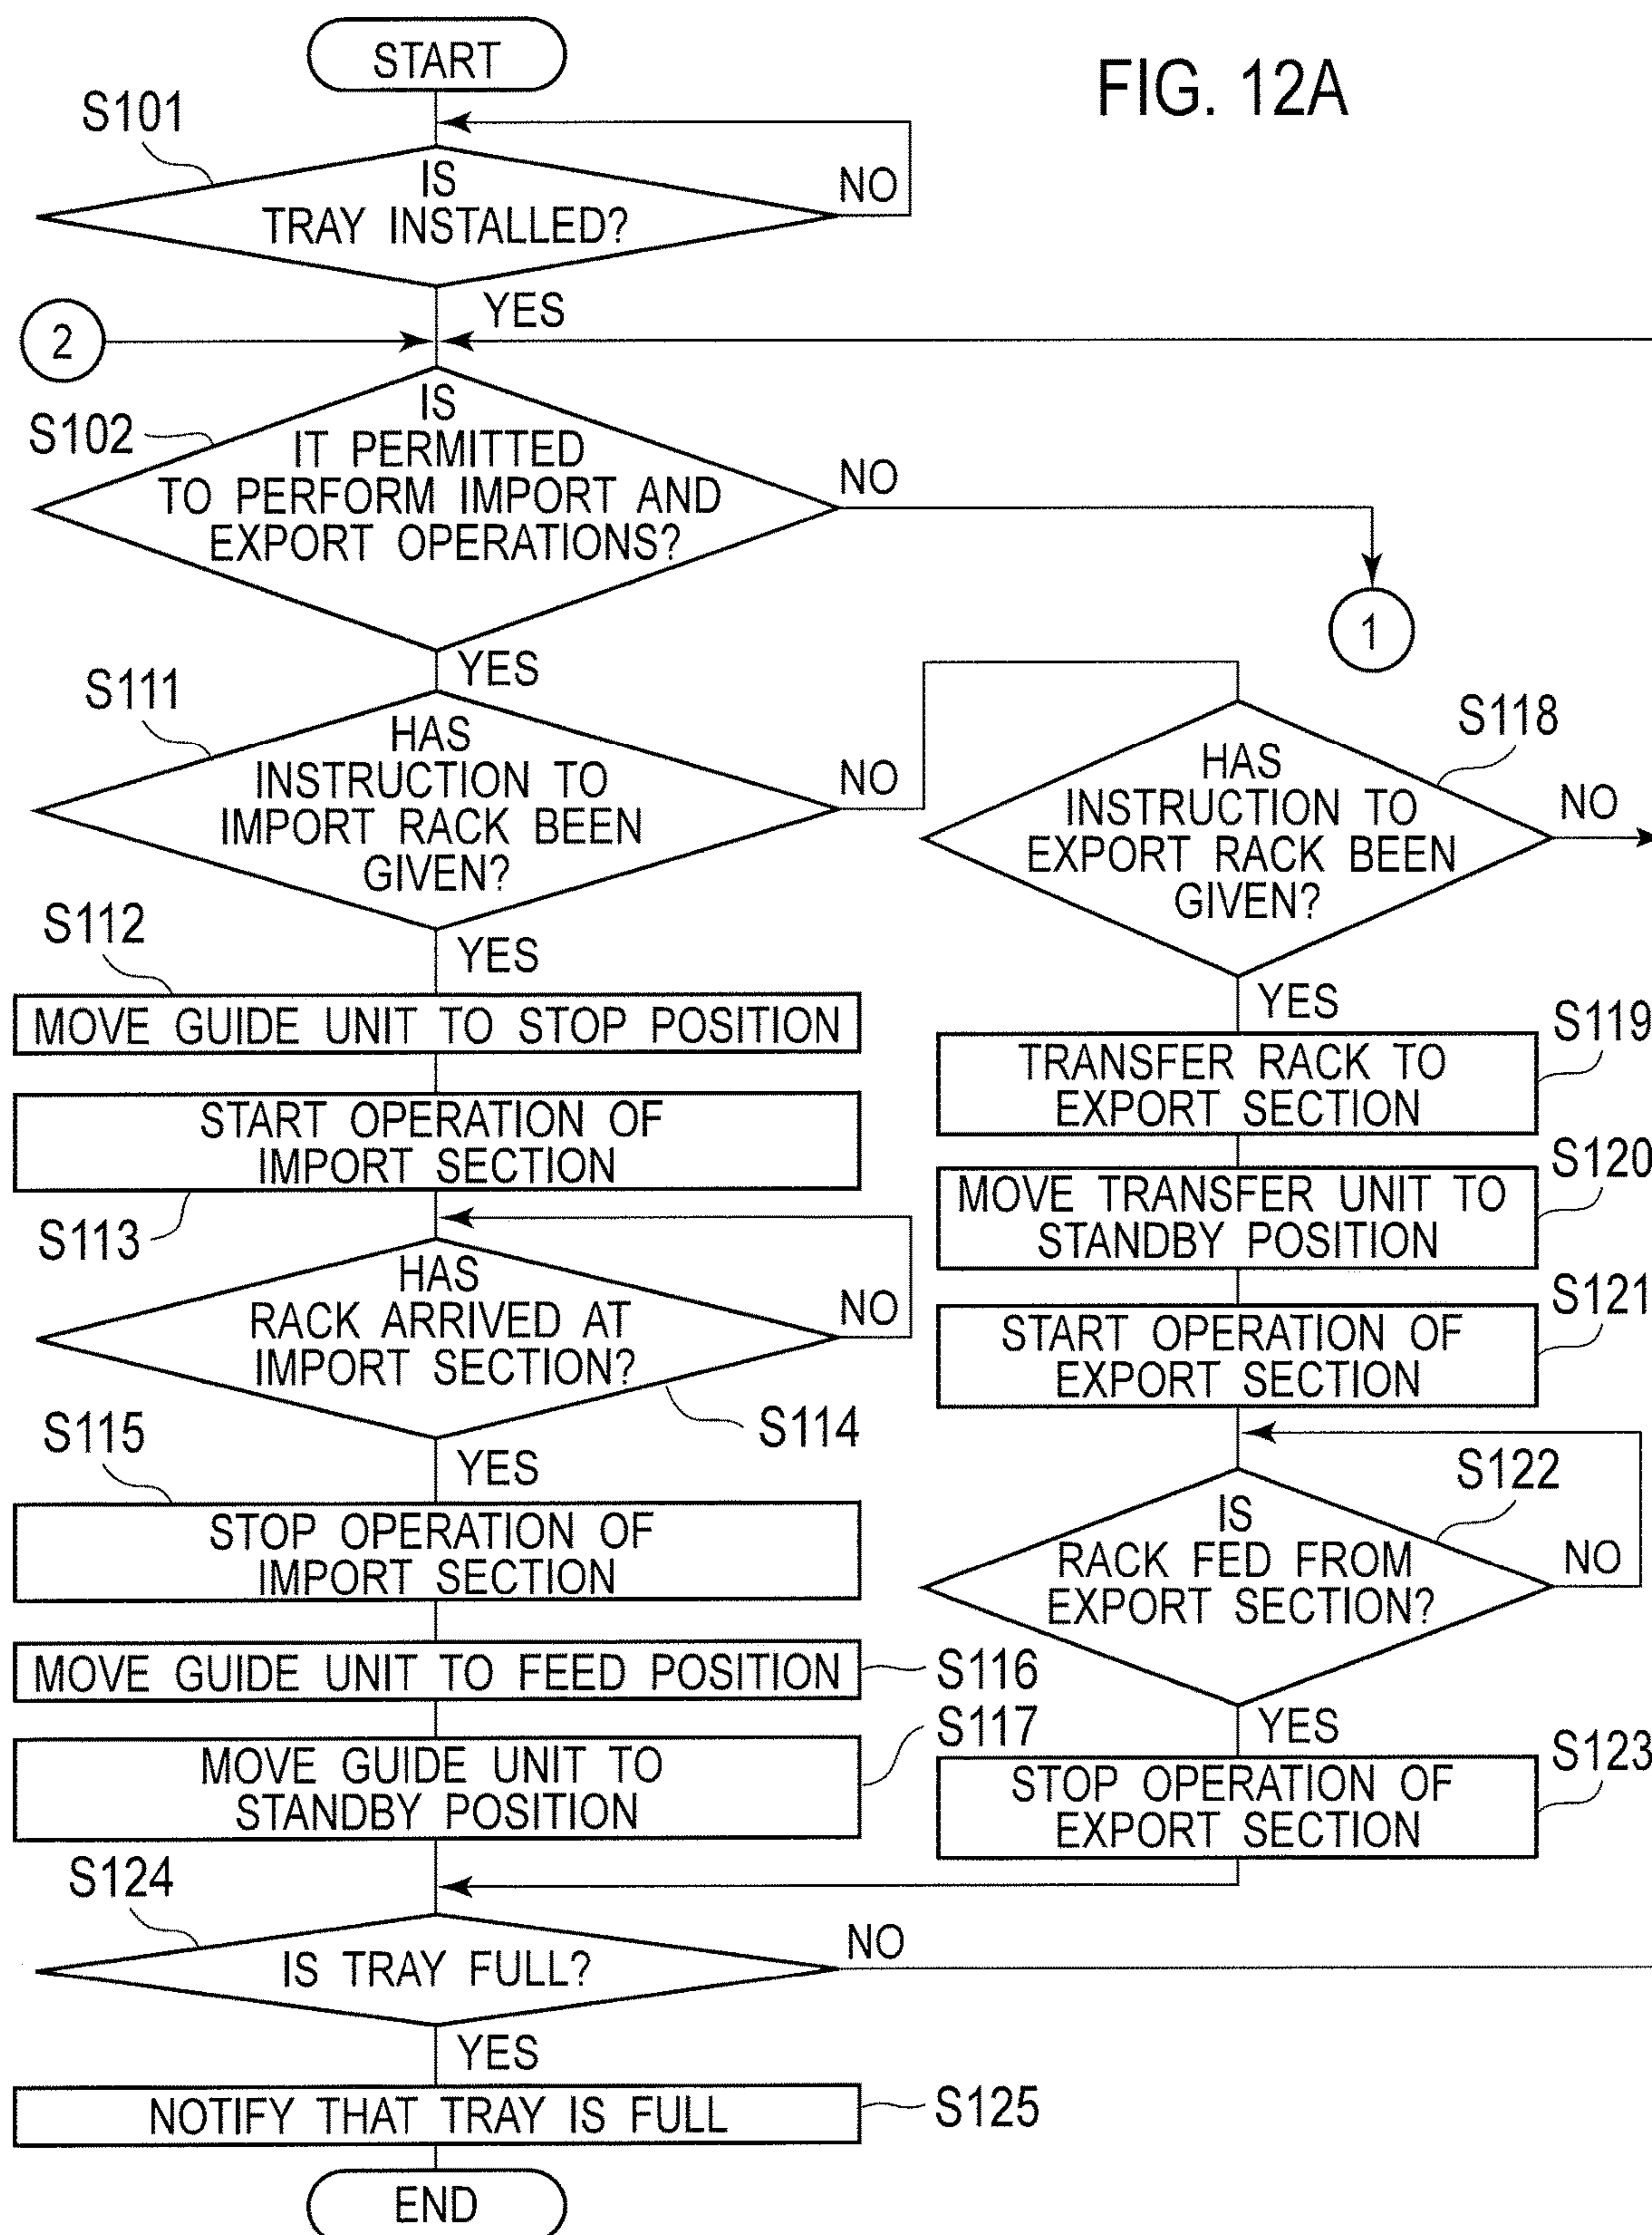 START
FIG. 12A
S101
IS
TRAY INSTALLED?
NO
YES
2
S102
IS
IT PERMITTED
TO PERFORM IMPORT AND
EXPORT OPERATIONS?
NO
1
YES
S111
HAS
INSTRUCTION TO
IMPORT RACK BEEN
GIVEN?
NO
YES
S118
HAS
INSTRUCTION TO
EXPORT RACK BEEN
GIVEN?
NO
YES
S112
MOVE GUIDE UNIT TO STOP POSITION
START OPERATION OF
IMPORT SECTION
S113
HAS
RACK ARRIVED AT
IMPORT SECTION?
NO
S114
YES
S115
STOP OPERATION OF
IMPORT SECTION
MOVE GUIDE UNIT TO FEED POSITION
S116
MOVE GUIDE UNIT TO
STANDBY POSITION
S117
S119
TRANSFER RACK TO
EXPORT SECTION
S120
MOVE TRANSFER UNIT TO
STANDBY POSITION
S121
START OPERATION OF
EXPORT SECTION
S122
IS
RACK FED FROM
EXPORT SECTION?
NO
YES
S123
STOP OPERATION OF
EXPORT SECTION
S124
IS TRAY FULL?
NO
YES
NOTIFY THAT TRAY IS FULL
S125
END